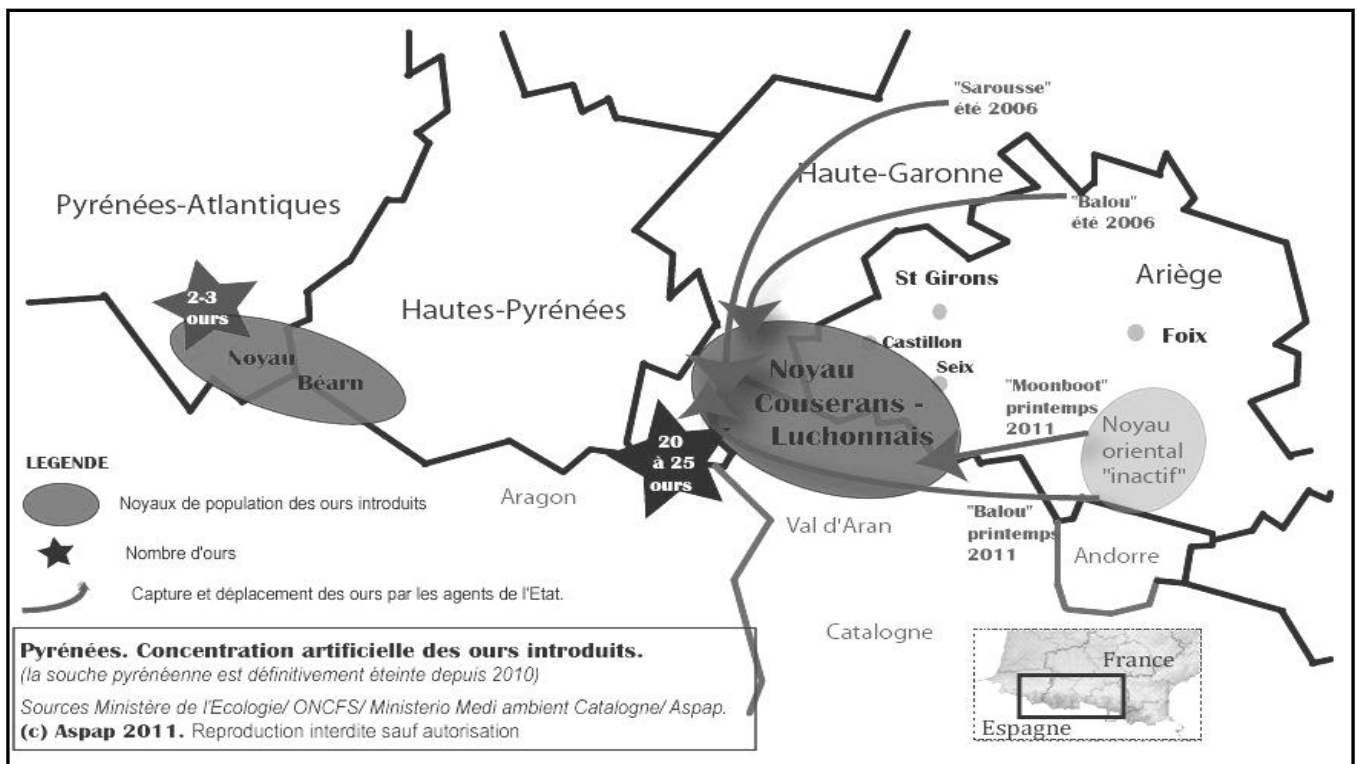 "Sarousse"
été 2006
Haute-Garonne
Pyrénées-Atlantiques
"Balou"
été 2006
Ariège
St Girons
2-3
ours
Hautes-Pyrénées
Castillon
Foix
Seix
Noyau
Béarn
Noyau
Couserans -
Luchonnais
"Moonboot"
printemps
2011
Noyau
oriental
"inactif"
20
à 25
ours
LEGENDE
Noyaux de population des ours introduits
Aragon
Val d'Aran
"Balou"
printemps
2011
Andorre
Nombre d'ours
Capture et déplacement des ours par les agents de l'Etat.
Catalogne
Pyrénées. Concentration artificielle des ours introduits.
(la souche pyrénéenne est définitivement éteinte depuis 2010)
Sources Ministère de l'Ecologie/ ONCFS/ Ministerio Medi ambient Catalogne/ Aspap.
(c) Aspap 2011. Reproduction interdite sauf autorisation
France
Espagne